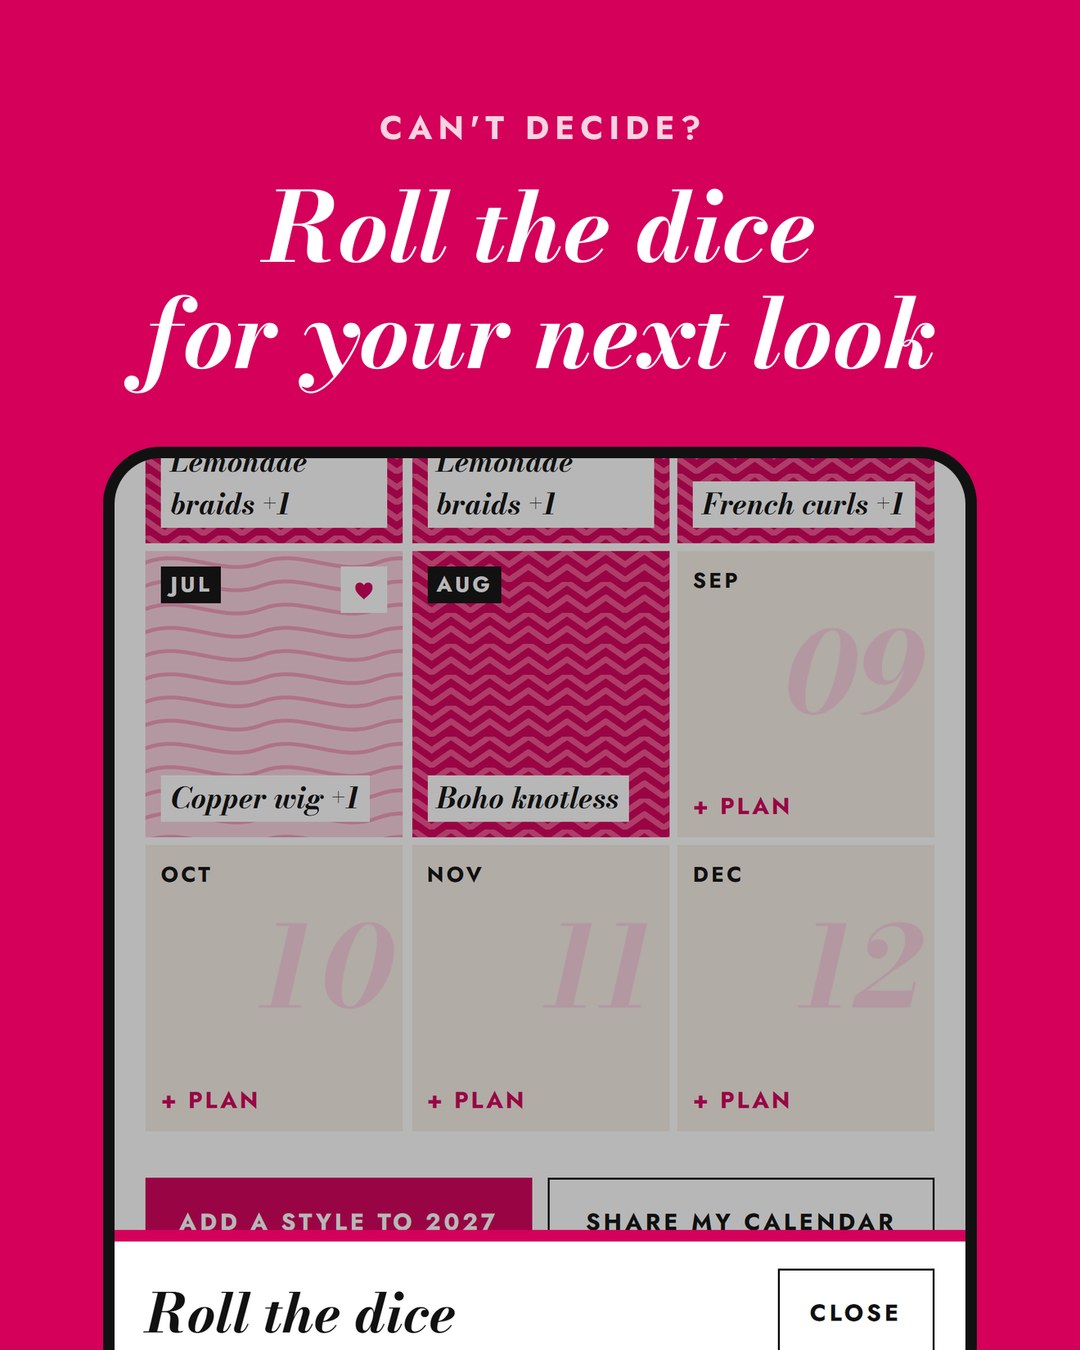 CAN'T DECIDE?
Roll the dice
for your next look
Lemonade
braids +1
Lemonade
braids +1
French curls +1
JUL
AUG
SEP
09
Copper wig +1
Boho knotless
+ PLAN
OCT
NOV
DEC
10
11
12
+ PLAN
+ PLAN
+ PLAN
ADD A STYLE TO 2027
SHARE MY CALENDAR
Roll the dice
CLOSE